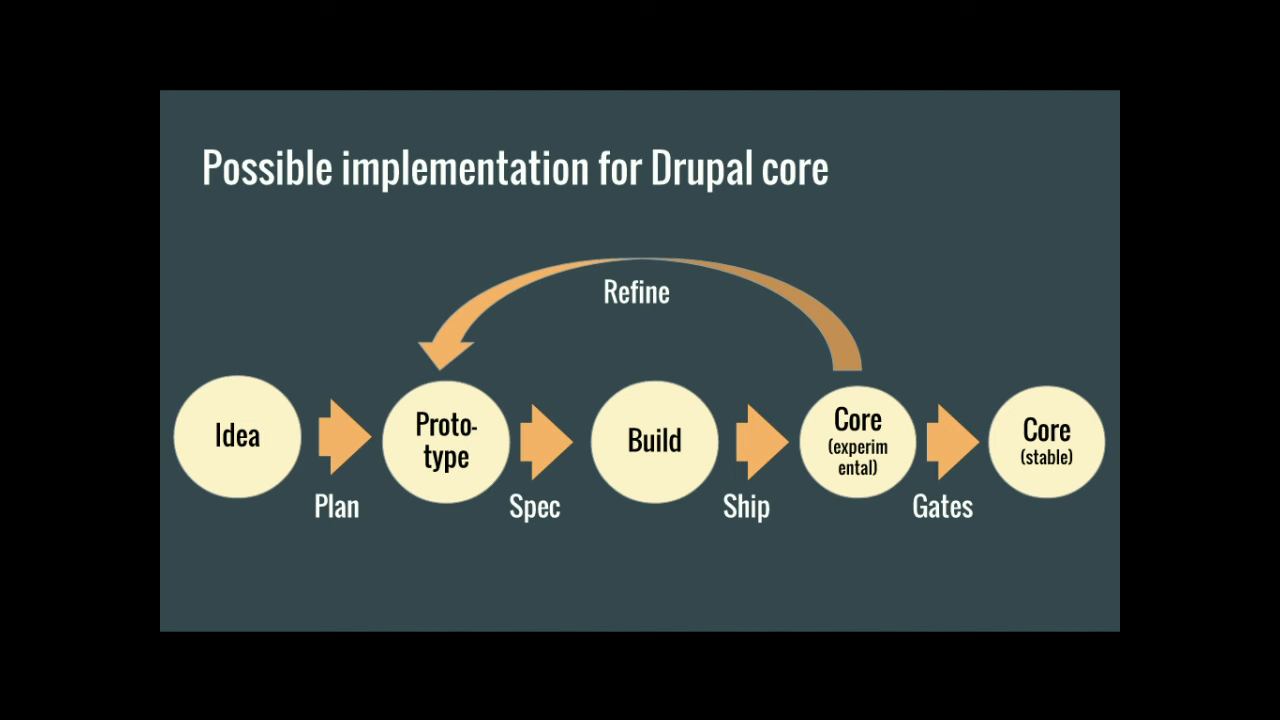 Possible implementation for Drupal core
Refine
Idea
Proto-
type
Build
Core
(experim
ental)
Core
(stable)
Plan
Spec
Ship
Gates